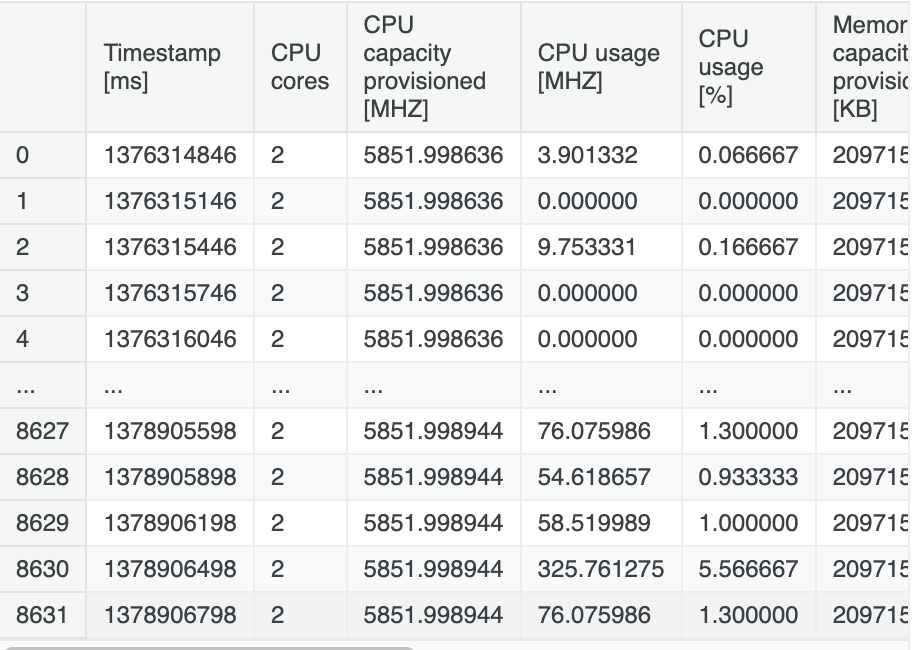 Timestamp [ms] CPU cores CPU capacity provisioned [MHZ] CPU usage [MHZ] CPU usage [%] Memor capacit provisic [KB]
0 1376314846 2 5851.998636 3.901332 0.066667 209715
1 1376315146 2 5851.998636 0.000000 0.000000 209715
2 1376315446 2 5851.998636 9.753331 0.166667 209715
3 1376315746 2 5851.998636 0.000000 0.000000 209715
4 1376316046 2 5851.998636 0.000000 0.000000 209715
... ... ... ... ... ... ...
8627 1378905598 2 5851.998944 76.075986 1.300000 209715
8628 1378905898 2 5851.998944 54.618657 0.933333 209715
8629 1378906198 2 5851.998944 58.519989 1.000000 209715
8630 1378906498 2 5851.998944 325.761275 5.566667 209715
8631 1378906798 2 5851.998944 76.075986 1.300000 209715